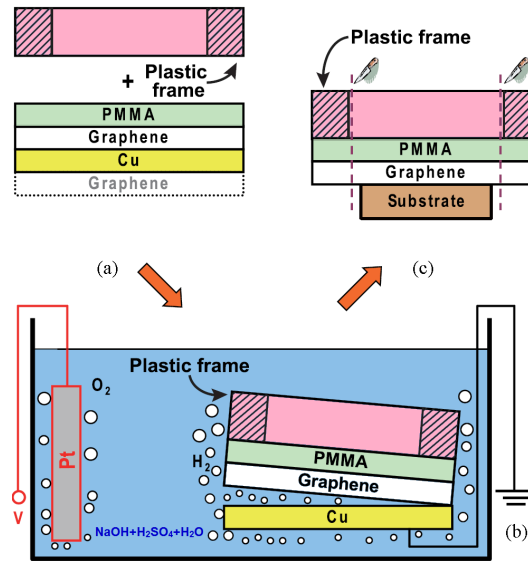 + Plastic
frame
PMMA
Graphene
Cu
Graphene
(a)
Plastic frame
PMMA
Graphene
Substrate
(c)
Plastic frame
O2
H2
Pt
PMMA
Graphene
Cu
NaOH+H2SO4+H2O
V
(b)